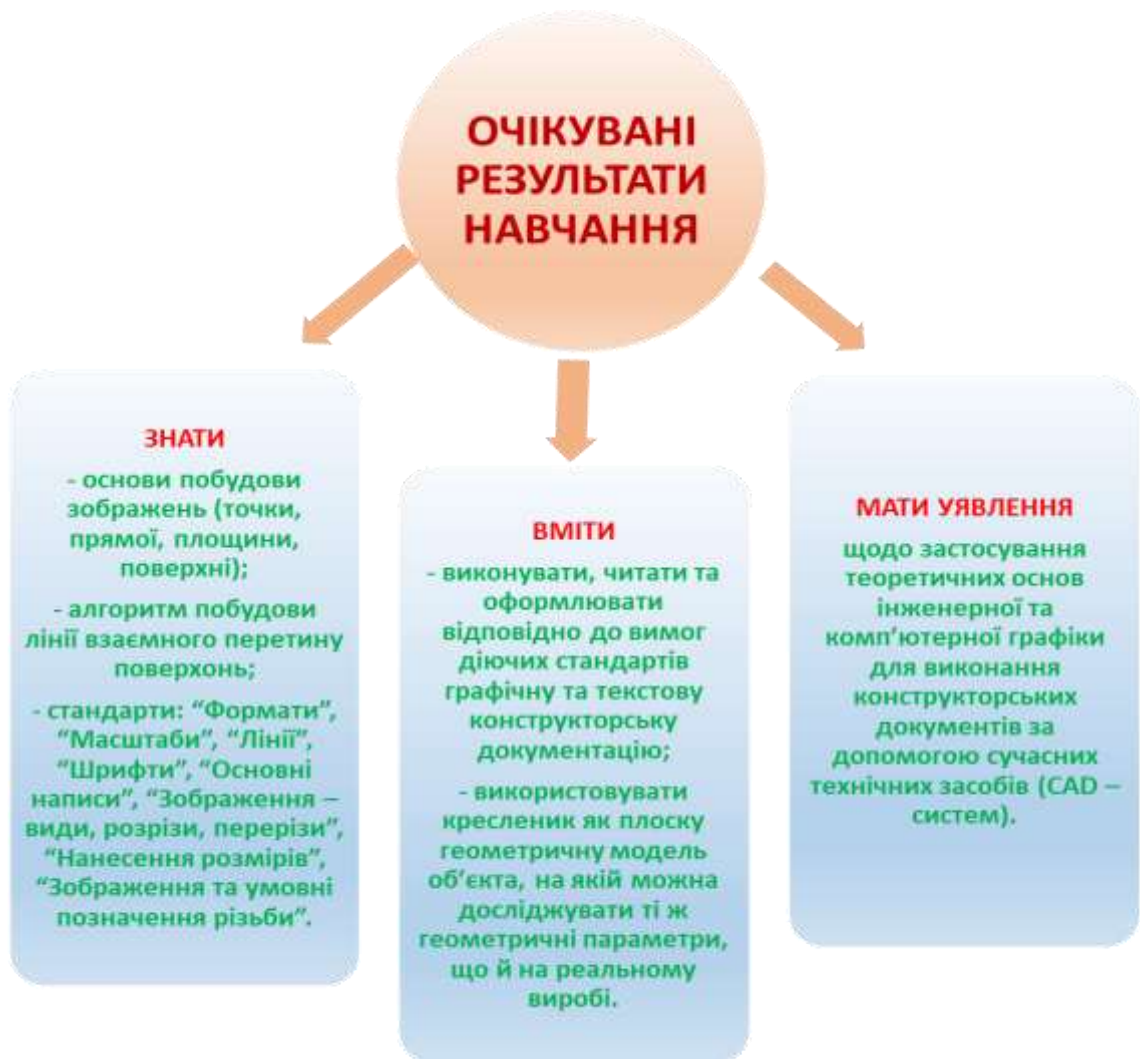 ОЧІКУВАНІ
РЕЗУЛЬТАТИ
НАВЧАННЯ
ЗНАТИ
- основи побудови
зображень (точки,
прямої, площини,
поверхні);
- алгоритм побудови
лінії взаємного перетину
поверхонь;
- стандарти: “Формати”,
“Масштаби”, “Лінії”,
“Шрифти”, “Основні
написи”, “Зображення –
види, розрізи, перерізи”,
“Нанесення розмірів”,
“Зображення та умовні
позначення різьби”.
ВМІТИ
- виконувати, читати та
оформлювати
відповідно до вимог
діючих стандартів
графічну та текстову
конструкторську
документацію;
- використовувати
кресленик як плоску
геометричну модель
об’єкта, на якій можна
досліджувати ті ж
геометричні параметри,
що й на реальному
виробі.
МАТИ УЯВЛЕННЯ
щодо застосування
теоретичних основ
інженерної та
комп’ютерної графіки
для виконання
конструкторських
документів за
допомогою сучасних
технічних засобів (CAD –
систем).